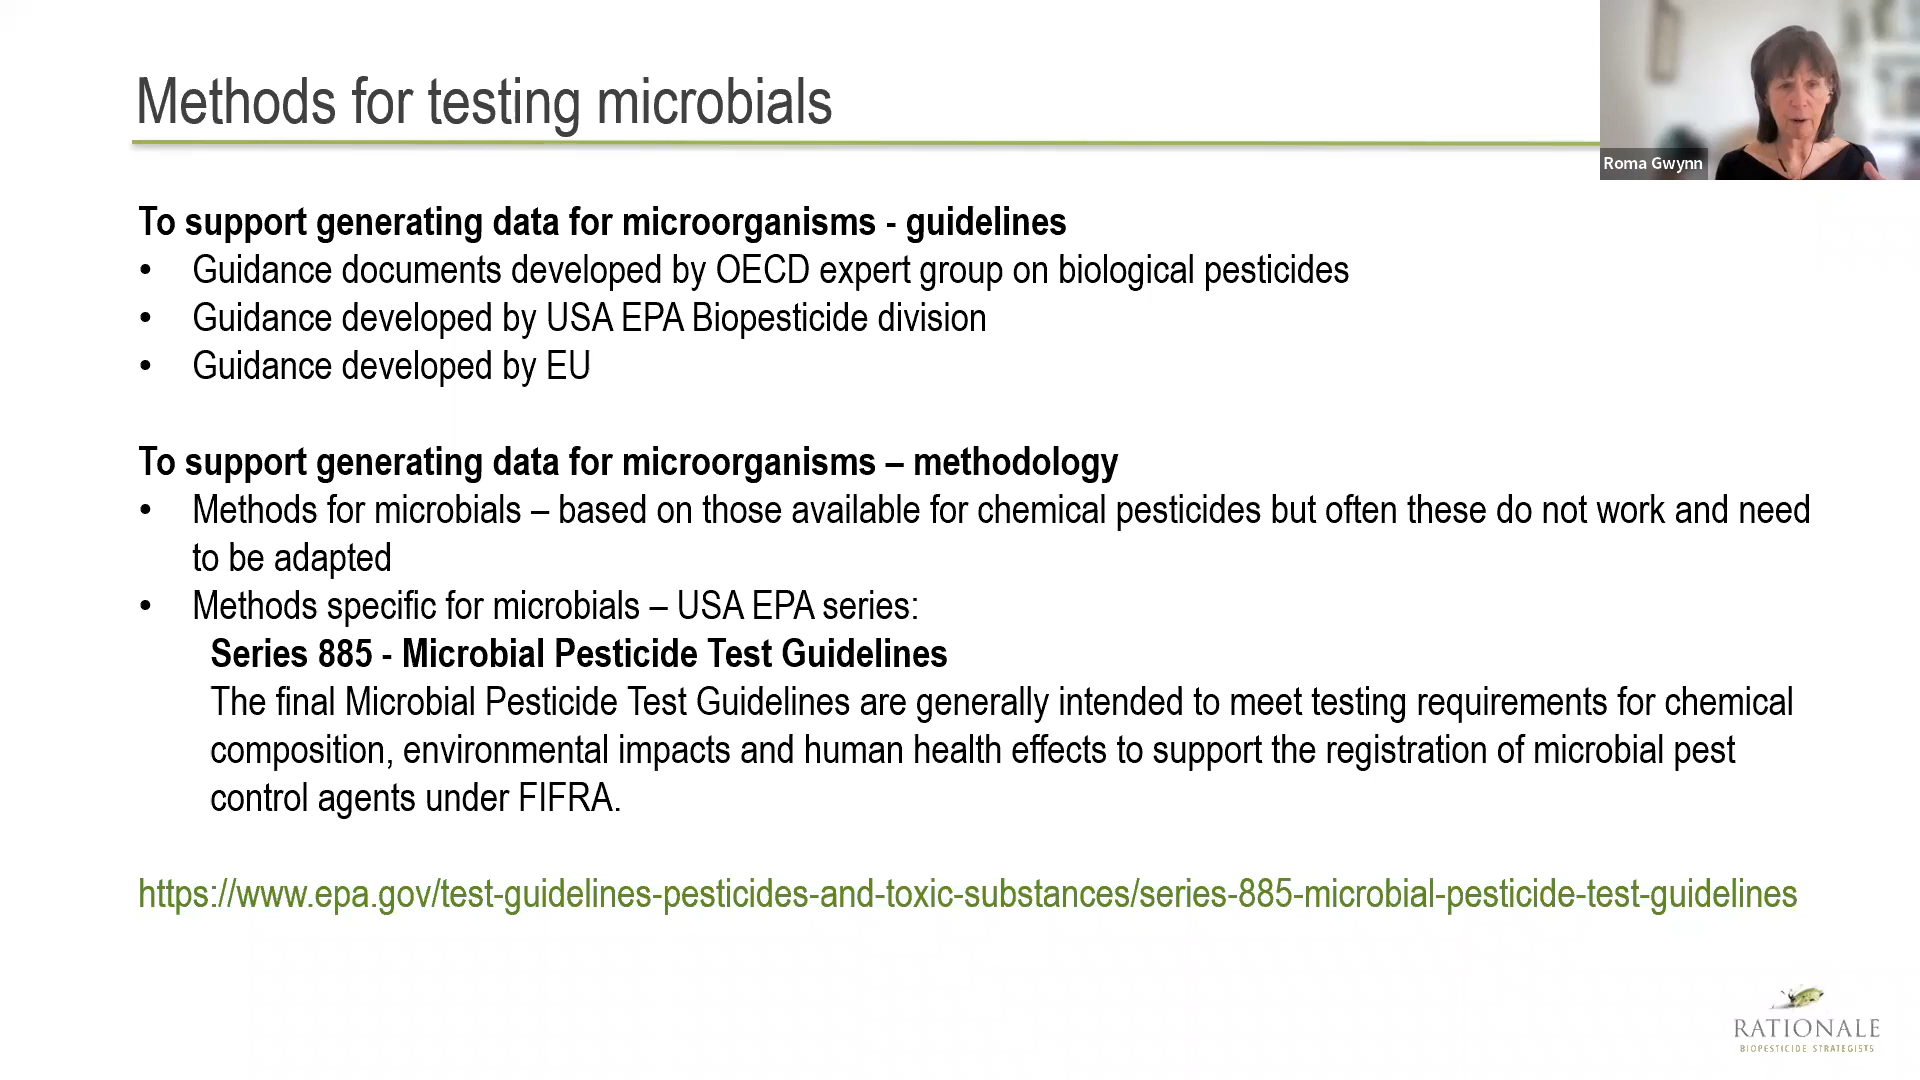 Methods for testing microbials
Roma Gwynn
To support generating data for microorganisms - guidelines
• Guidance documents developed by OECD expert group on biological pesticides
• Guidance developed by USA EPA Biopesticide division
• Guidance developed by EU
To support generating data for microorganisms – methodology
• Methods for microbials – based on those available for chemical pesticides but often these do not work and need
to be adapted
• Methods specific for microbials – USA EPA series:
Series 885 - Microbial Pesticide Test Guidelines
The final Microbial Pesticide Test Guidelines are generally intended to meet testing requirements for chemical
composition, environmental impacts and human health effects to support the registration of microbial pest
control agents under FIFRA.
https://www.epa.gov/test-guidelines-pesticides-and-toxic-substances/series-885-microbial-pesticide-test-guidelines
RATIONALE
BIOPESTICIDE STRATEGISTS